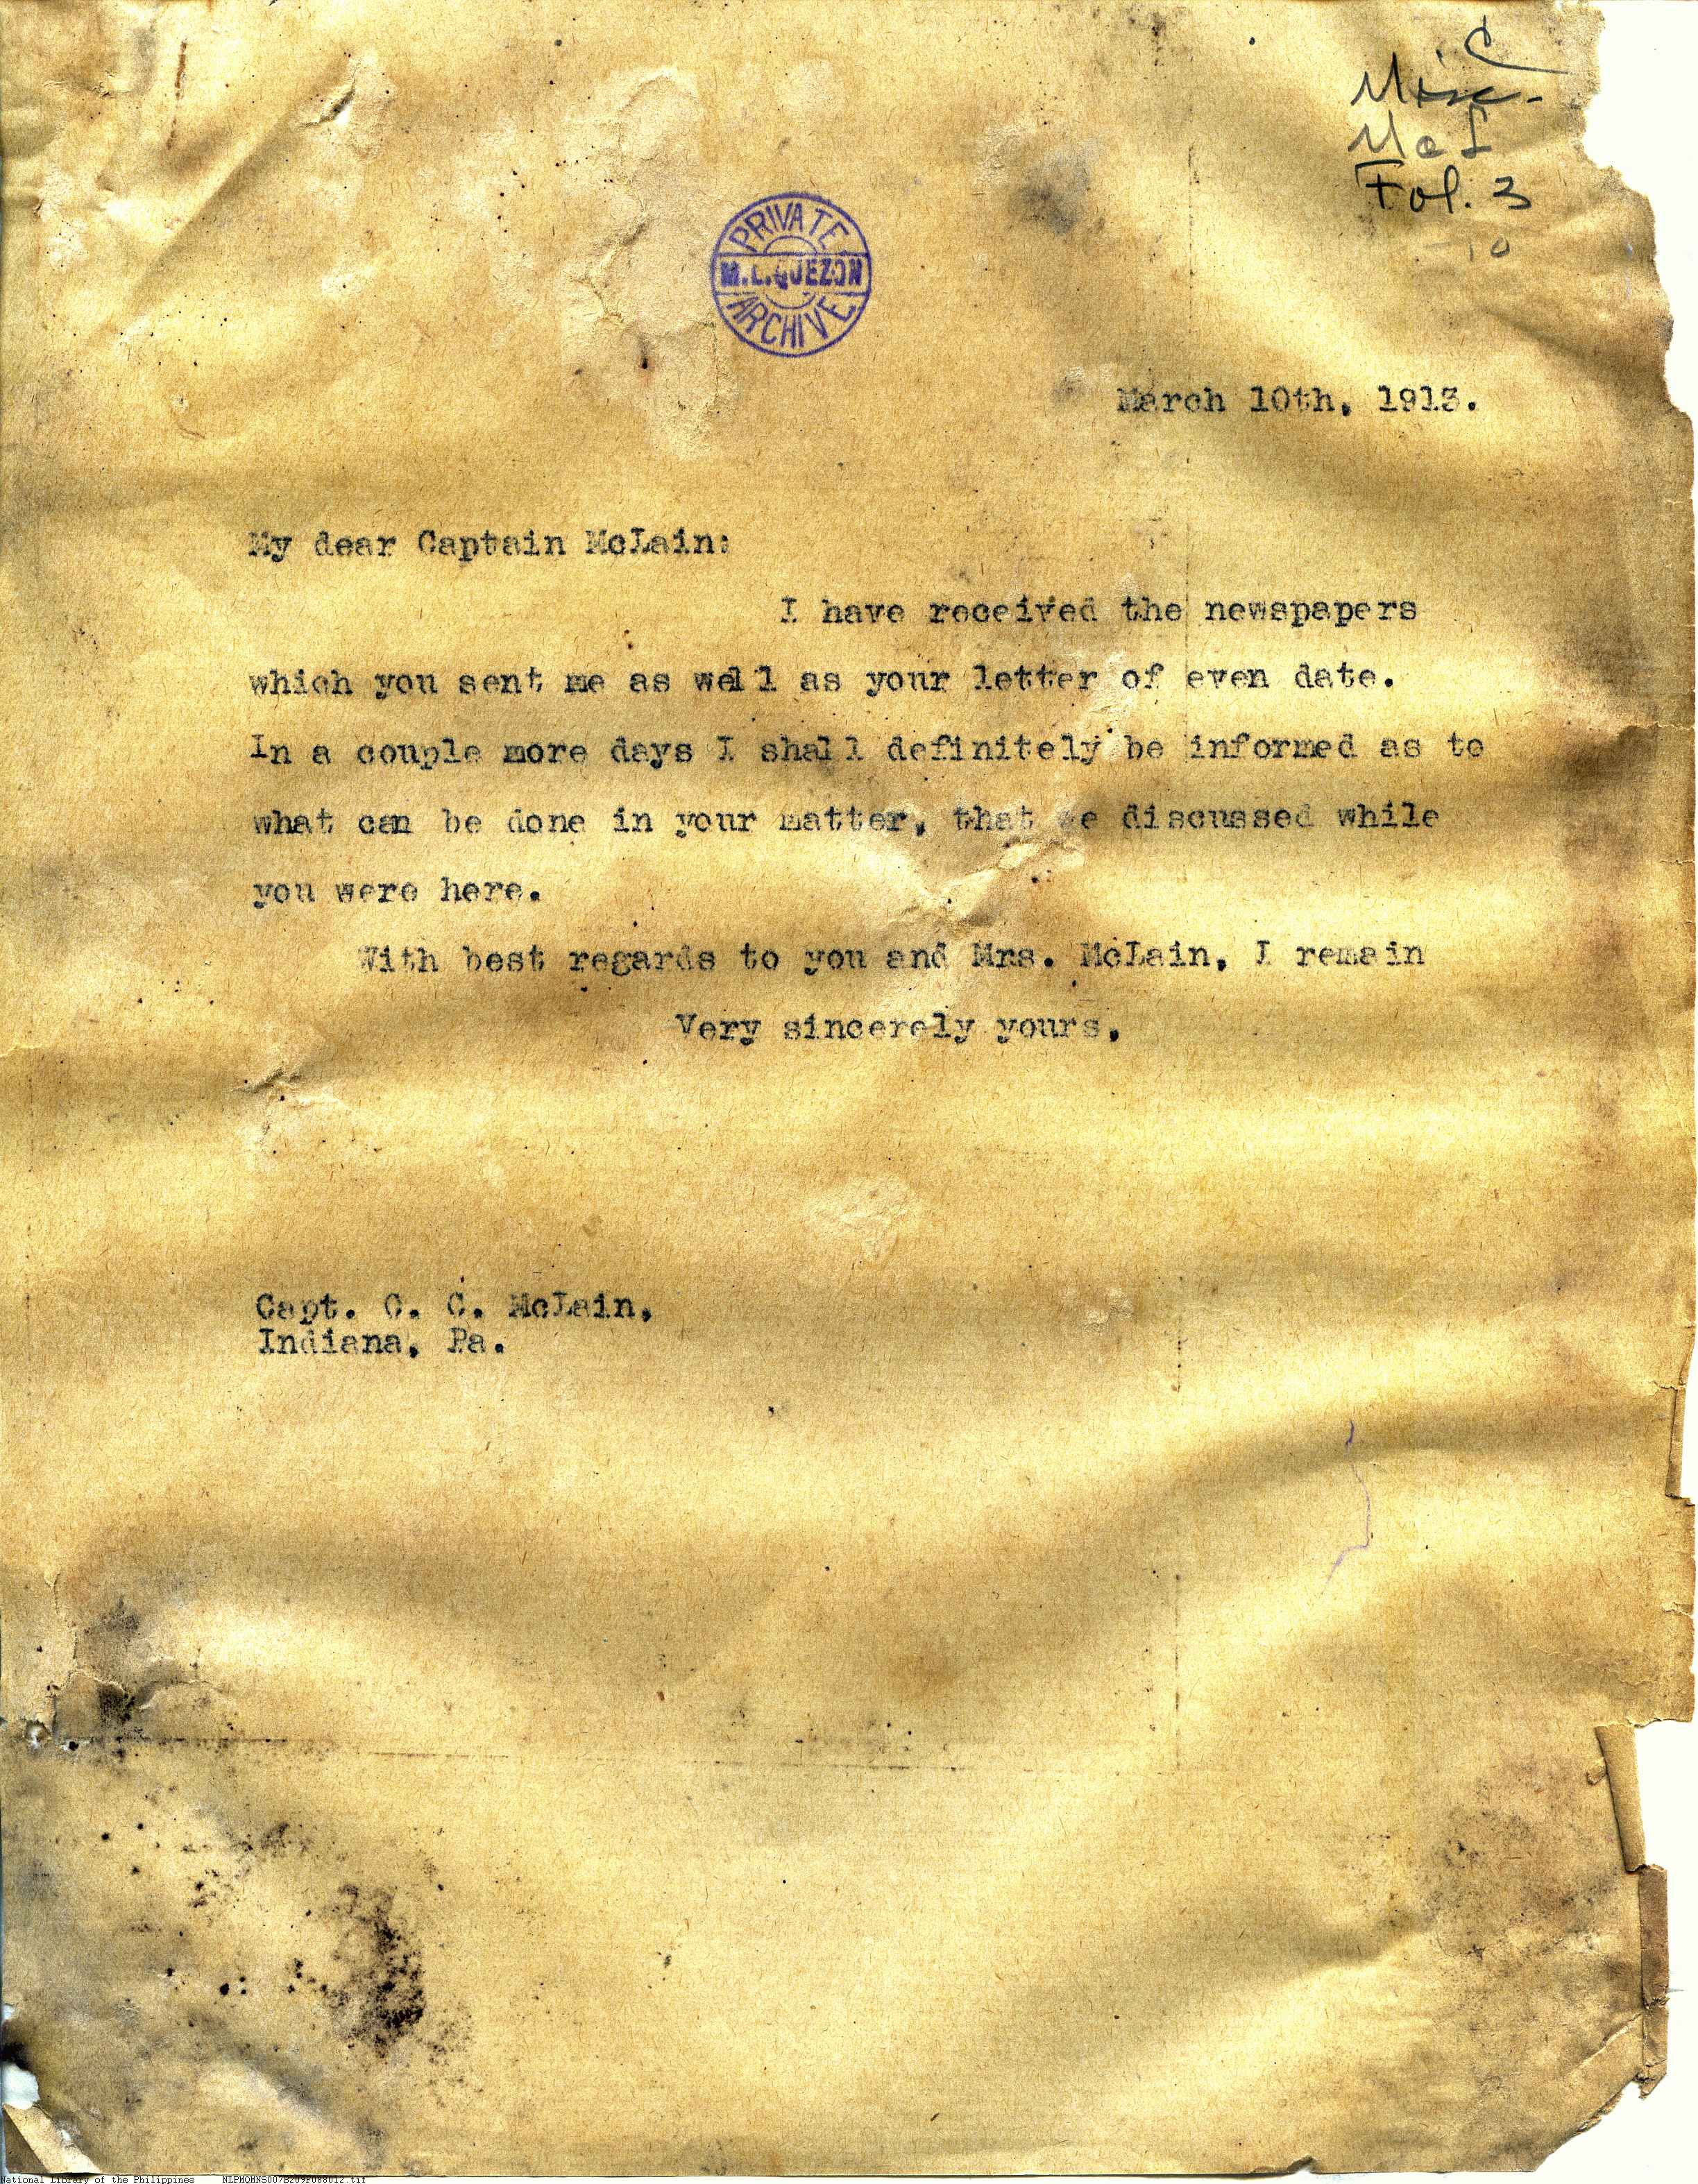 C
Misc.
McL
Fol. 3
10
PRIVATE
M.L.QUEZON
ARCHIVE
March 10th, 1913.
My dear Captain McLain:
I have received the newspapers
which you sent me as well as your letter of even date.
In a couple more days I shall definitely be informed as to
what can be done in your matter, that we discussed while
you were here.
With best regards to you and Mrs. McLain, I remain
Very sincerely yours,
Capt. C. C. McLain,
Indiana, Pa.
National Library of the Philippines NLPMQMNS007B209F088012.tif